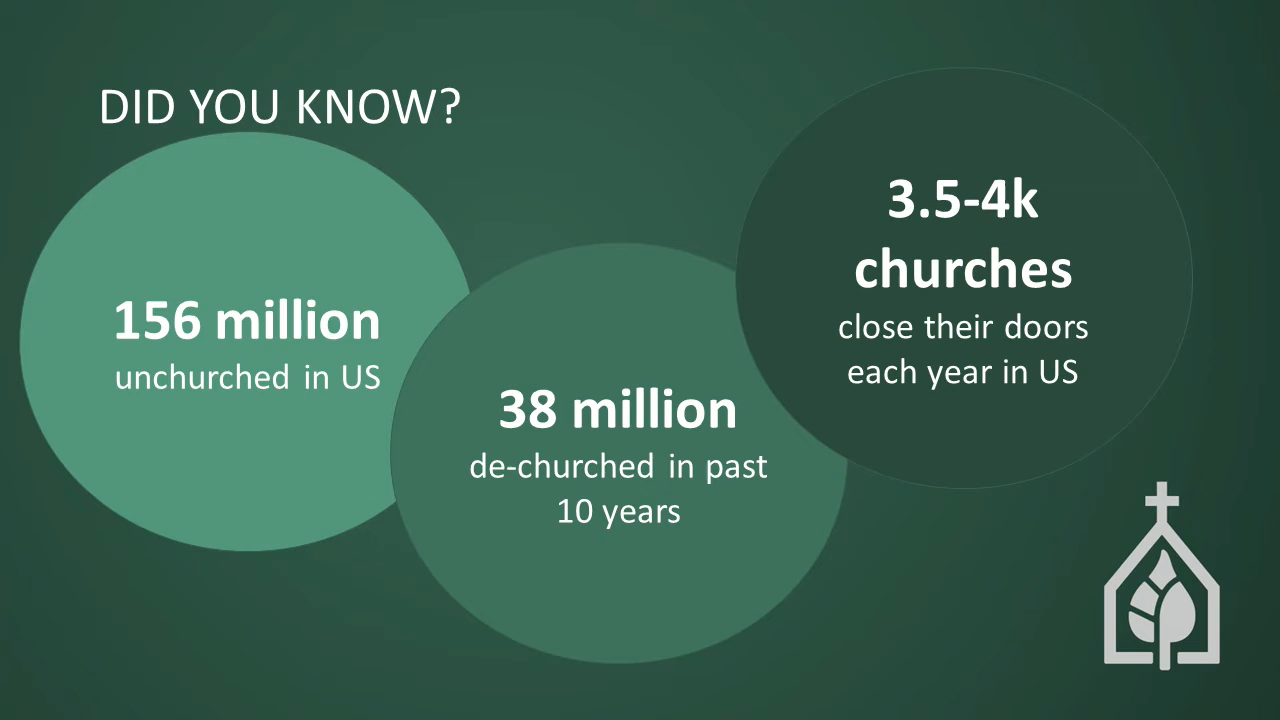 DID YOU KNOW?
156 million
unchurched in US
38 million
de-churched in past
10 years
3.5-4k
churches
close their doors
each year in US